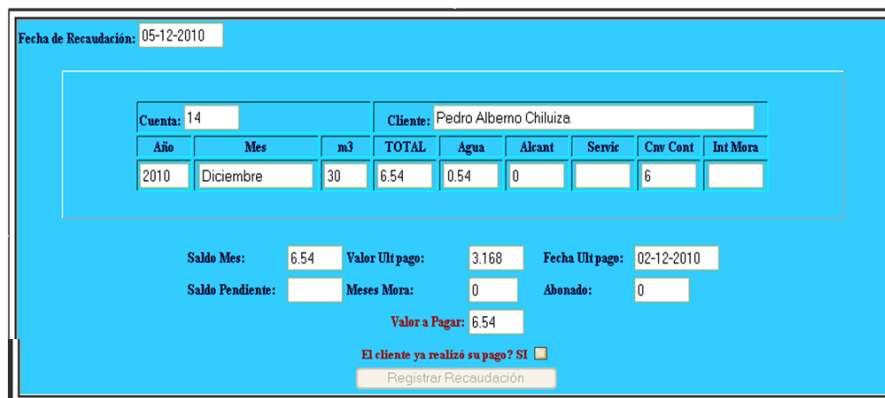 Fecha de Recaudación: 05-12-2010
Cuenta: 14 Cliente: Pedro Alberno Chiluiza
Año Mes m3 TOTAL Agua Alcant Servic Cnv Cont Int Mora
2010 Diciembre 30 6.54 0.54 0 6
Saldo Mes: 6.54 Valor Ult pago: 3.168 Fecha Ult pago: 02-12-2010
Saldo Pendiente: Meses Mora: 0 Abonado: 0
Valor a Pagar: 6.54
El cliente ya realizó su pago? SI
Registrar Recaudación